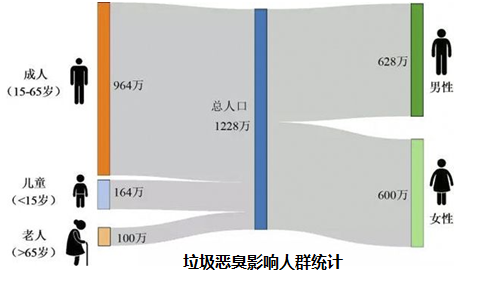 成人
(15-65岁)
964万
儿童
(<15岁)
164万
老人
(>65岁)
100万
总人口
1228万
628万
男性
600万
女性
垃圾恶臭影响人群统计